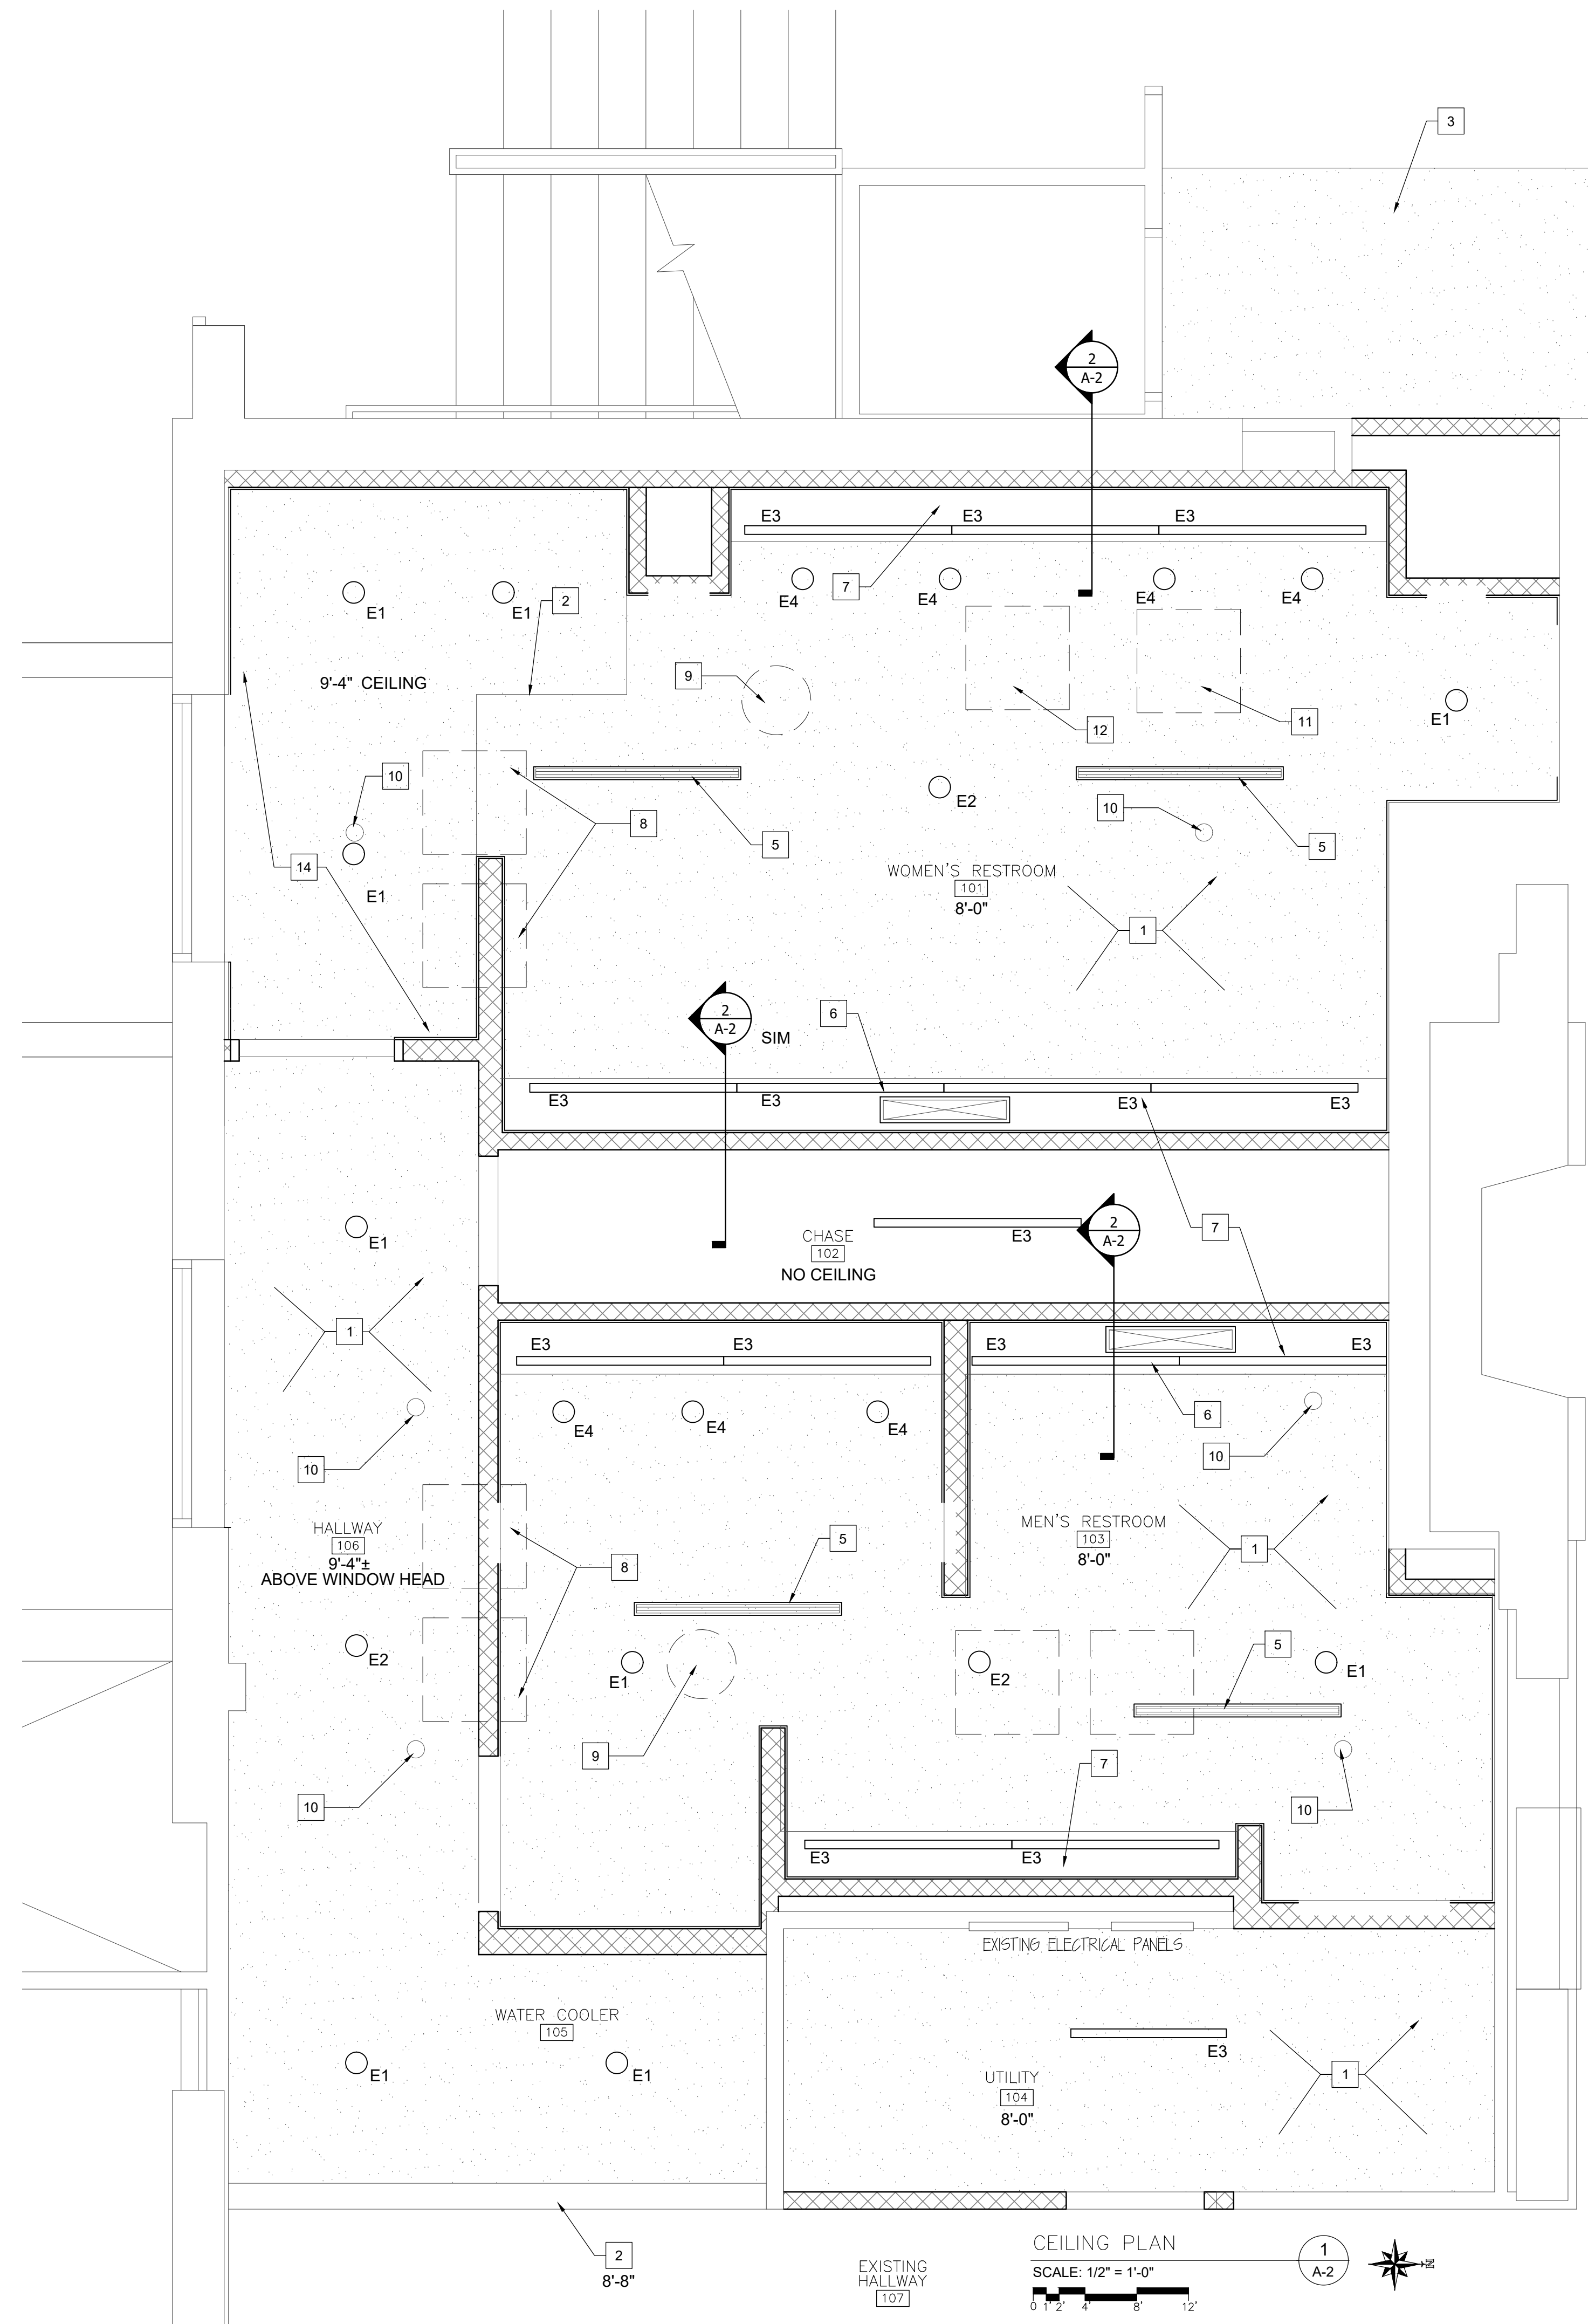 3
2
A-2
E3 E3 E3
7
E4 E4 E4 E4
E1 E1
2
9'-4" CEILING
9
12
11
E1
10
8
5
E2
10
5
14
E1
WOMEN'S RESTROOM
101
8'-0"
1
2
A-2
SIM
6
E3 E3 E3 E3
E1
CHASE
102
NO CEILING
E3
2
A-2
7
1
E3 E3 E3 E3
6
E4 E4 E4
10
10
HALLWAY
106
9'-4"±
ABOVE WINDOW HEAD
8
5
MEN'S RESTROOM
103
8'-0"
1
E2
E1
E2
5
E1
9
7
10
10
E3 E3
EXISTING ELECTRICAL PANELS
WATER COOLER
105
E1 E1
E3
UTILITY
104
8'-0"
1
2
8'-8"
EXISTING
HALLWAY
107
CEILING PLAN
SCALE: 1/2" = 1'-0"
0 1' 2' 4' 8' 12'
1
A-2
N